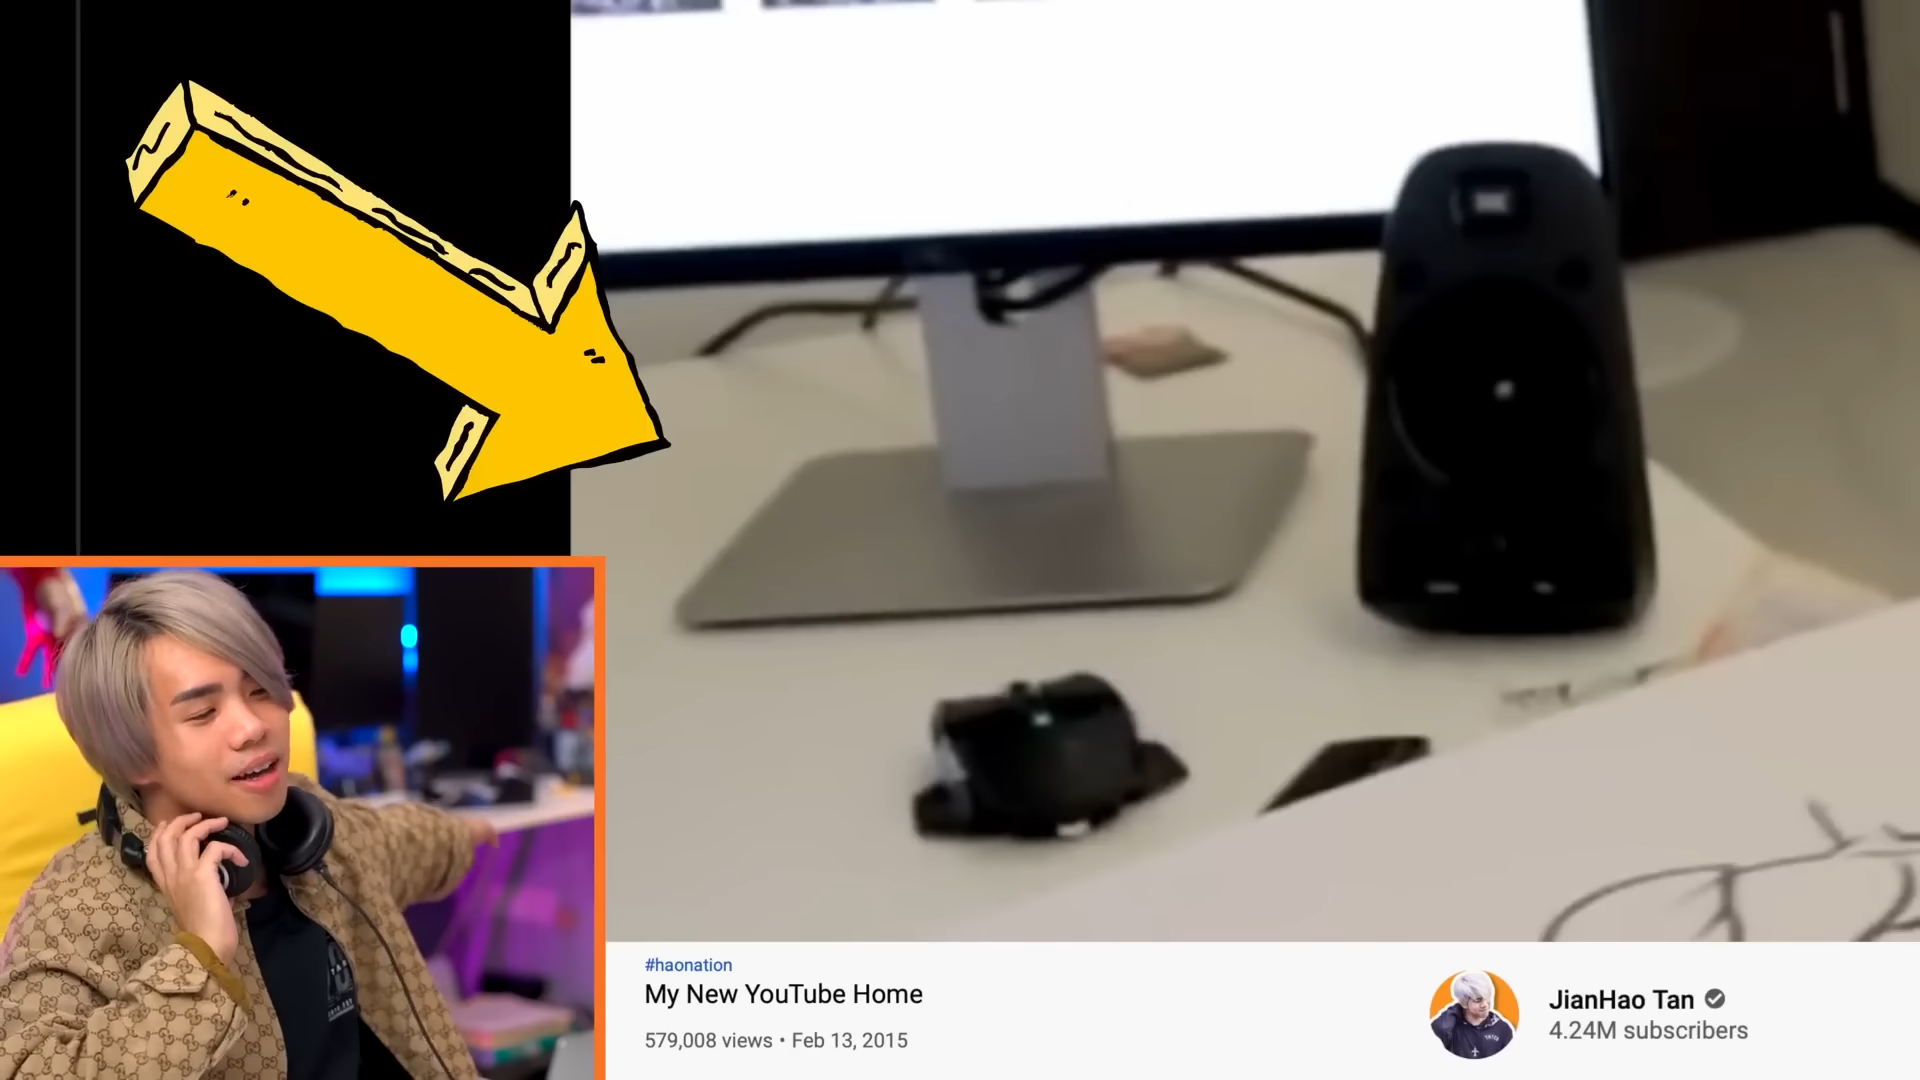 #haonation
My New YouTube Home
579,008 views • Feb 13, 2015
JianHao Tan
4.24M subscribers